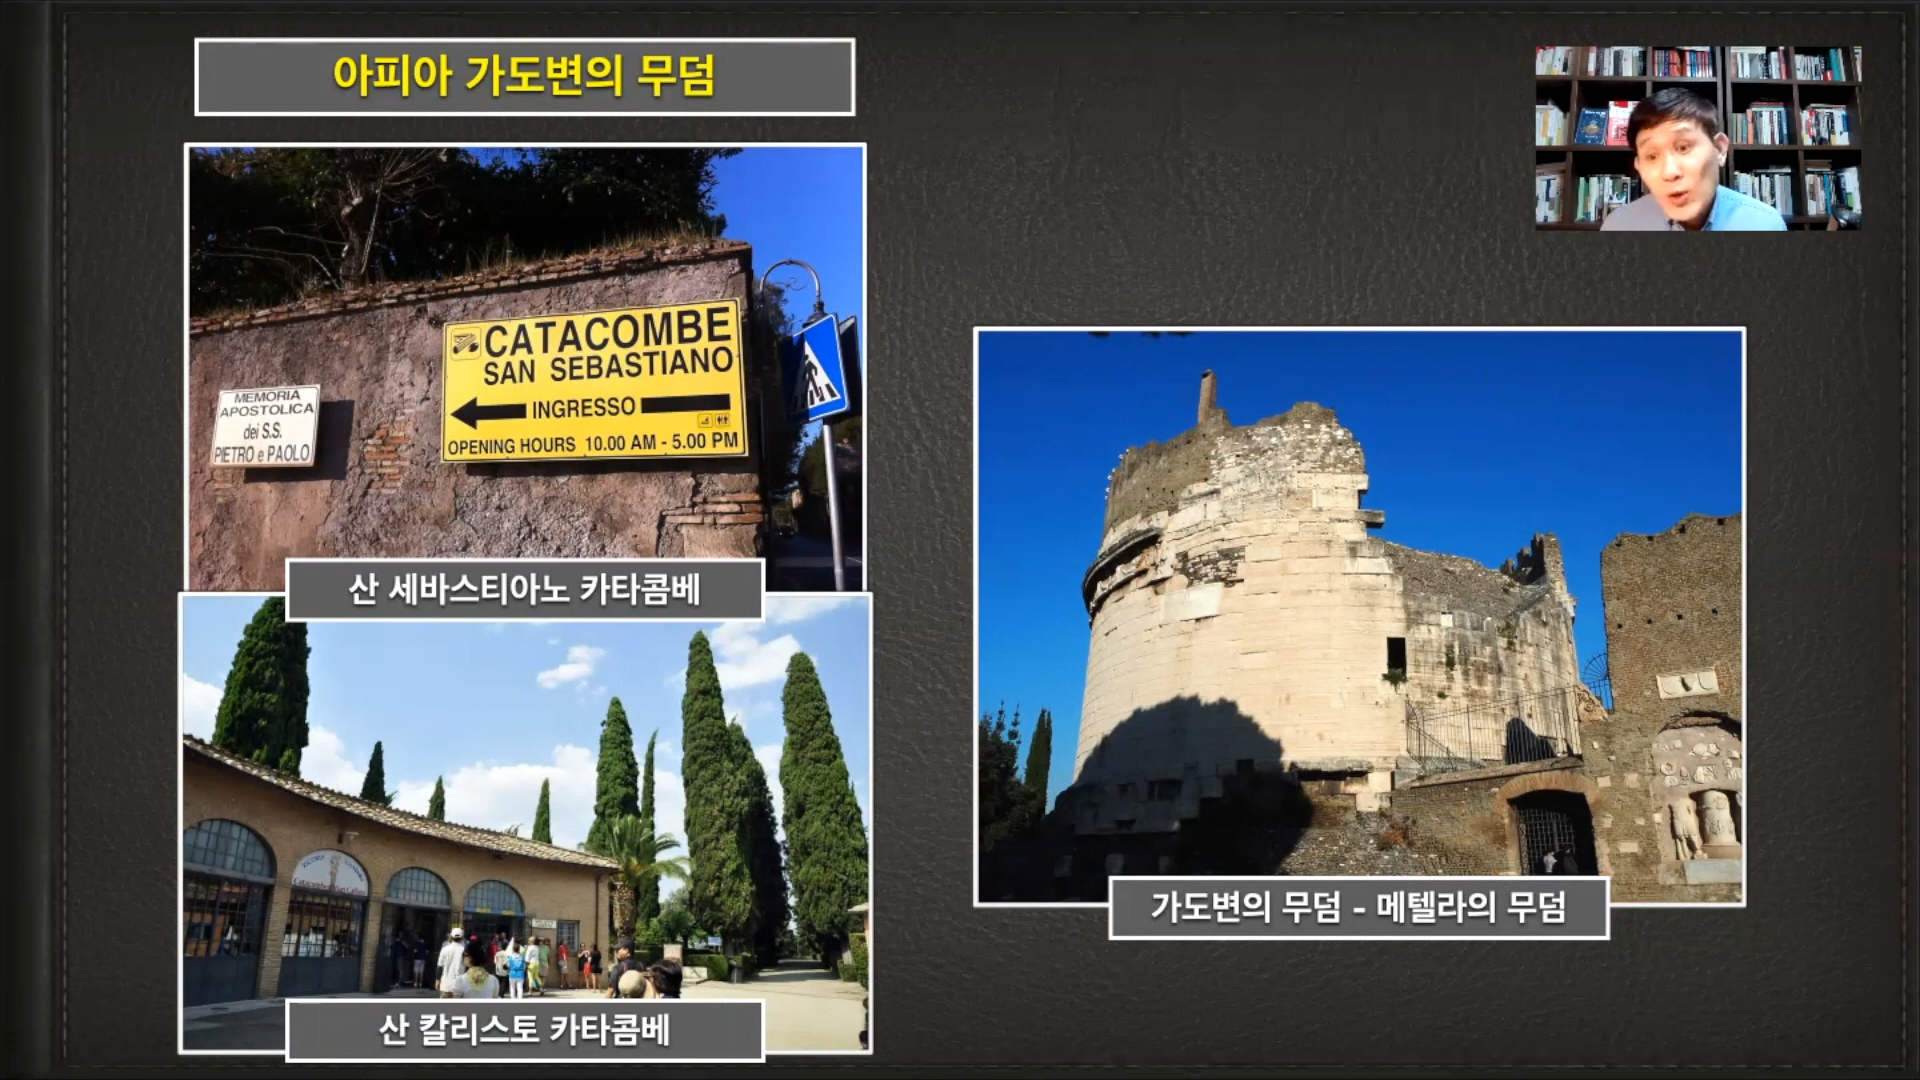 아피아 가도변의 무덤
CATACOMBE
SAN SEBASTIANO
INGRESSO
OPENING HOURS 10.00 AM - 5.00 PM
MEMORIA
APOSTOLICA
dei S.S.
PIETRO e PAOLO
산 세바스티아노 카타콤베
산 칼리스토 카타콤베
가도변의 무덤 - 메텔라의 무덤